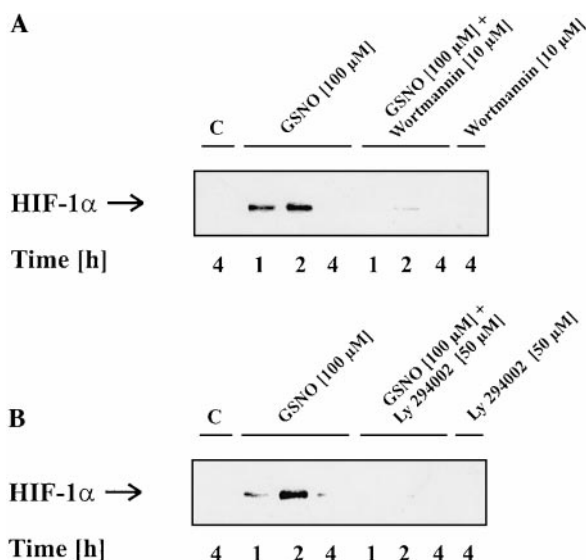 A
C
GSNO [100 µM]
GSNO [100 µM] +
Wortmannin [10 µM]
Wortmannin [10 µM]
HIF-1α
Time [h] 4 1 2 4 1 2 4 4
B
C
GSNO [100 µM]
GSNO [100 µM] +
Ly 294002 [50 µM]
Ly 294002 [50 µM]
HIF-1α
Time [h] 4 1 2 4 1 2 4 4